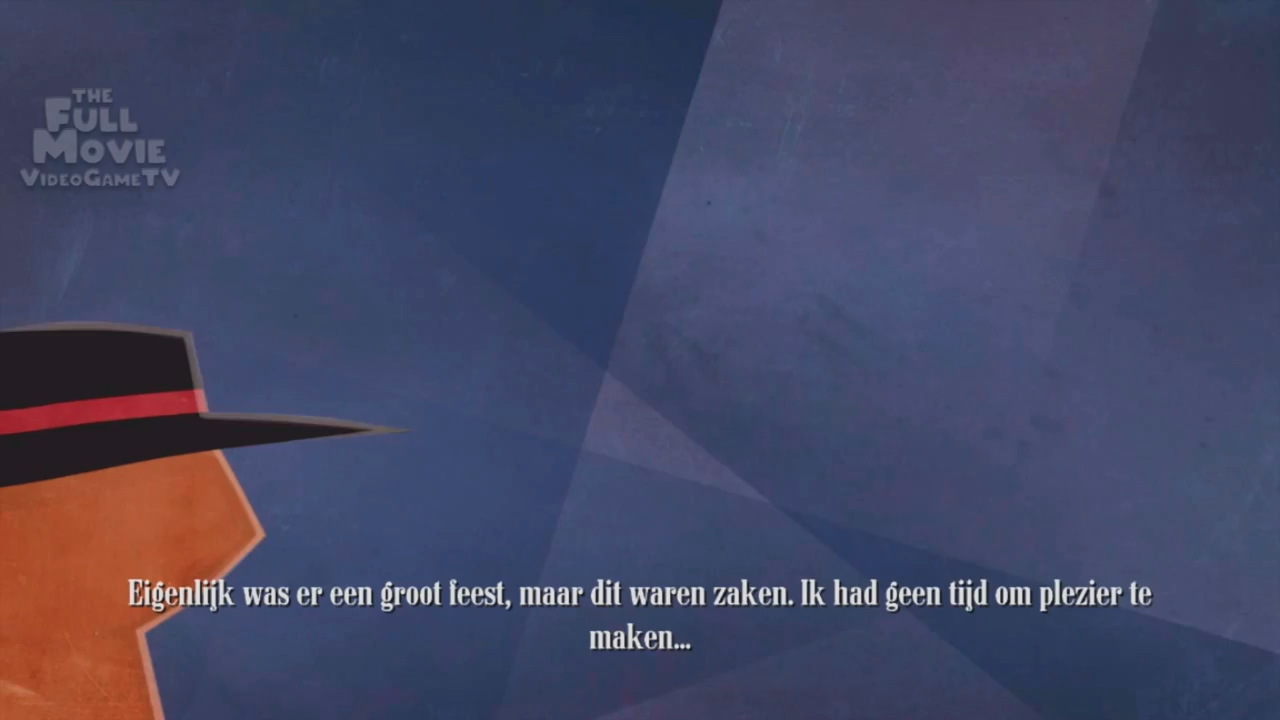 THE
FULL
MOVIE
VIDEOGAMETV
Eigenlijk was er een groot feest, maar dit waren zaken. Ik had geen tijd om plezier te
maken...